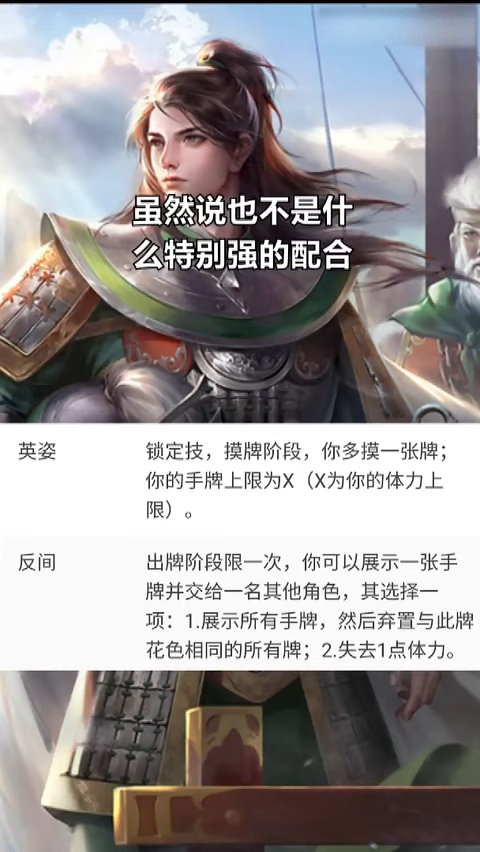 虽然说也不是什
么特别强的配合
英姿
锁定技，摸牌阶段，你多摸一张牌；
你的手牌上限为X（X为你的体力上
限）。
反间
出牌阶段限一次，你可以展示一张手
牌并交给一名其他角色，其选择一
项：1.展示所有手牌，然后弃置与此牌
花色相同的所有牌；2.失去1点体力。